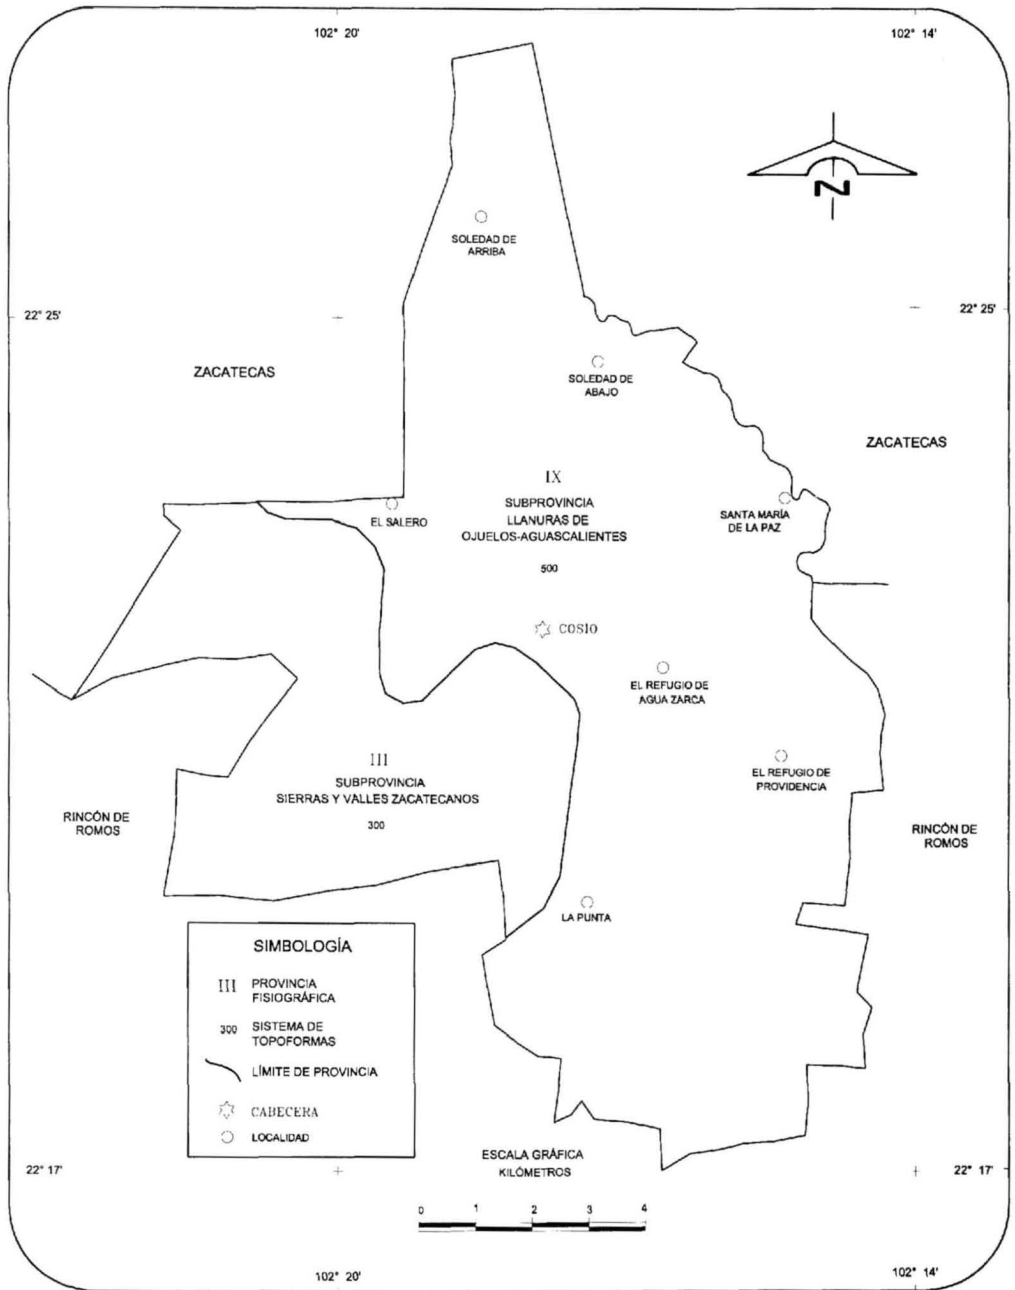 102° 20'
102° 14'
N
SOLEDAD DE
ARRIBA
22° 25'
22° 25'
ZACATECAS
SOLEDAD DE
ABAJO
ZACATECAS
IX
SUBPROVINCIA
LLANURAS DE
OJUELOS-AGUASCALIENTES
500
EL SALERO
SANTA MARÍA
DE LA PAZ
COSIO
EL REFUGIO DE
AGUA ZARCA
III
SUBPROVINCIA
SIERRAS Y VALLES ZACATECANOS
300
EL REFUGIO DE
PROVIDENCIA
RINCÓN DE
ROMOS
RINCÓN DE
ROMOS
LA PUNTA
SIMBOLOGÍA
III PROVINCIA
FISIOGRÁFICA
300 SISTEMA DE
TOPOFORMAS
LÍMITE DE PROVINCIA
CABECERA
LOCALIDAD
ESCALA GRÁFICA
KILÓMETROS
22° 17'
22° 17'
0 1 2 3 4
102° 20'
102° 14'